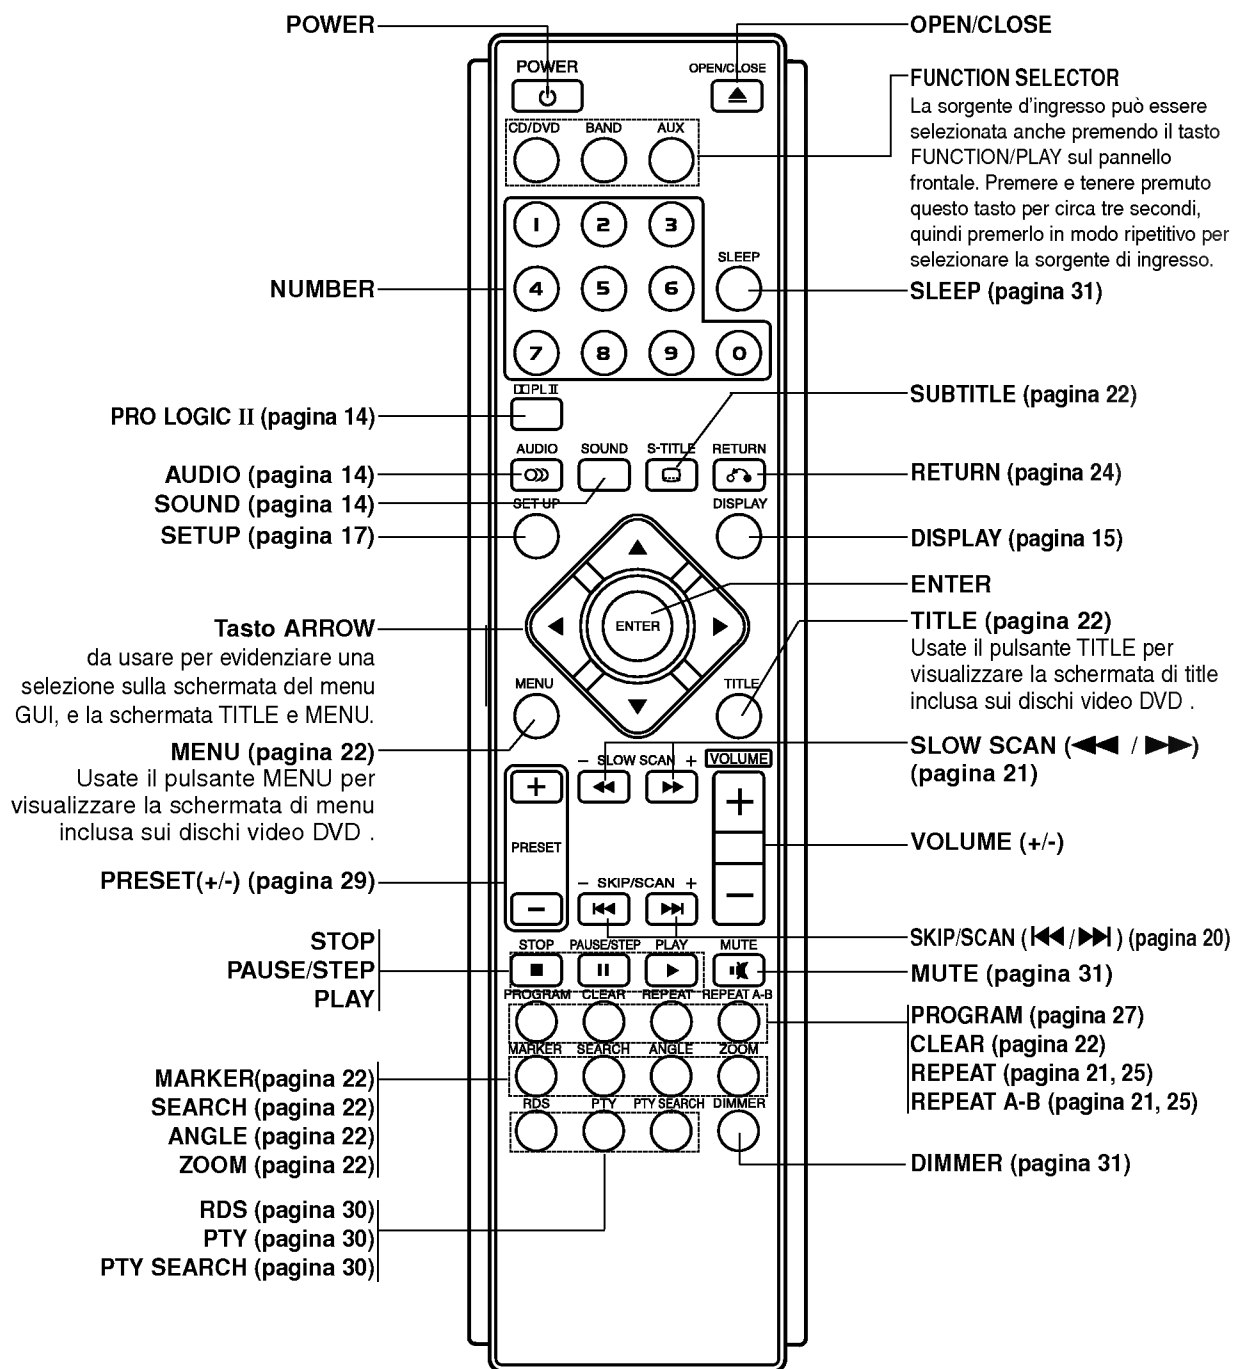 POWER
OPEN/CLOSE
POWER
OPEN/CLOSE
FUNCTION SELECTOR
La sorgente d'ingresso può essere
selezionata anche premendo il tasto
FUNCTION/PLAY sul pannello
frontale. Premere e tenere premuto
questo tasto per circa tre secondi,
quindi premerlo in modo ripetitivo per
selezionare la sorgente di ingresso.
CD/DVD BAND AUX
1 2 3
SLEEP
NUMBER
4 5 6
SLEEP (pagina 31)
7 8 9 0
PL II
SUBTITLE (pagina 22)
PRO LOGIC II (pagina 14)
AUDIO SOUND S-TITLE RETURN
AUDIO (pagina 14)
RETURN (pagina 24)
SOUND (pagina 14)
SET UP DISPLAY
SETUP (pagina 17)
DISPLAY (pagina 15)
ENTER
ENTER
Tasto ARROW
da usare per evidenziare una
selezione sulla schermata del menu
GUI, e la schermata TITLE e MENU.
TITLE (pagina 22)
Usate il pulsante TITLE per
visualizzare la schermata di title
inclusa sui dischi video DVD .
MENU TITLE
MENU (pagina 22)
Usate il pulsante MENU per
visualizzare la schermata di menu
inclusa sui dischi video DVD .
SLOW SCAN (◀◀ / ▶▶)
(pagina 21)
– SLOW SCAN + VOLUME
+ +
PRESET
VOLUME (+/-)
PRESET(+/-) (pagina 29)
– SKIP/SCAN +
– –
SKIP/SCAN (⏮ / ⏭) (pagina 20)
STOP
PAUSE/STEP
PLAY
STOP PAUSE/STEP PLAY MUTE
MUTE (pagina 31)
PROGRAM CLEAR REPEAT REPEAT A-B
PROGRAM (pagina 27)
CLEAR (pagina 22)
REPEAT (pagina 21, 25)
REPEAT A-B (pagina 21, 25)
MARKER SEARCH ANGLE ZOOM
MARKER(pagina 22)
SEARCH (pagina 22)
ANGLE (pagina 22)
ZOOM (pagina 22)
RDS PTY PTY SEARCH DIMMER
DIMMER (pagina 31)
RDS (pagina 30)
PTY (pagina 30)
PTY SEARCH (pagina 30)